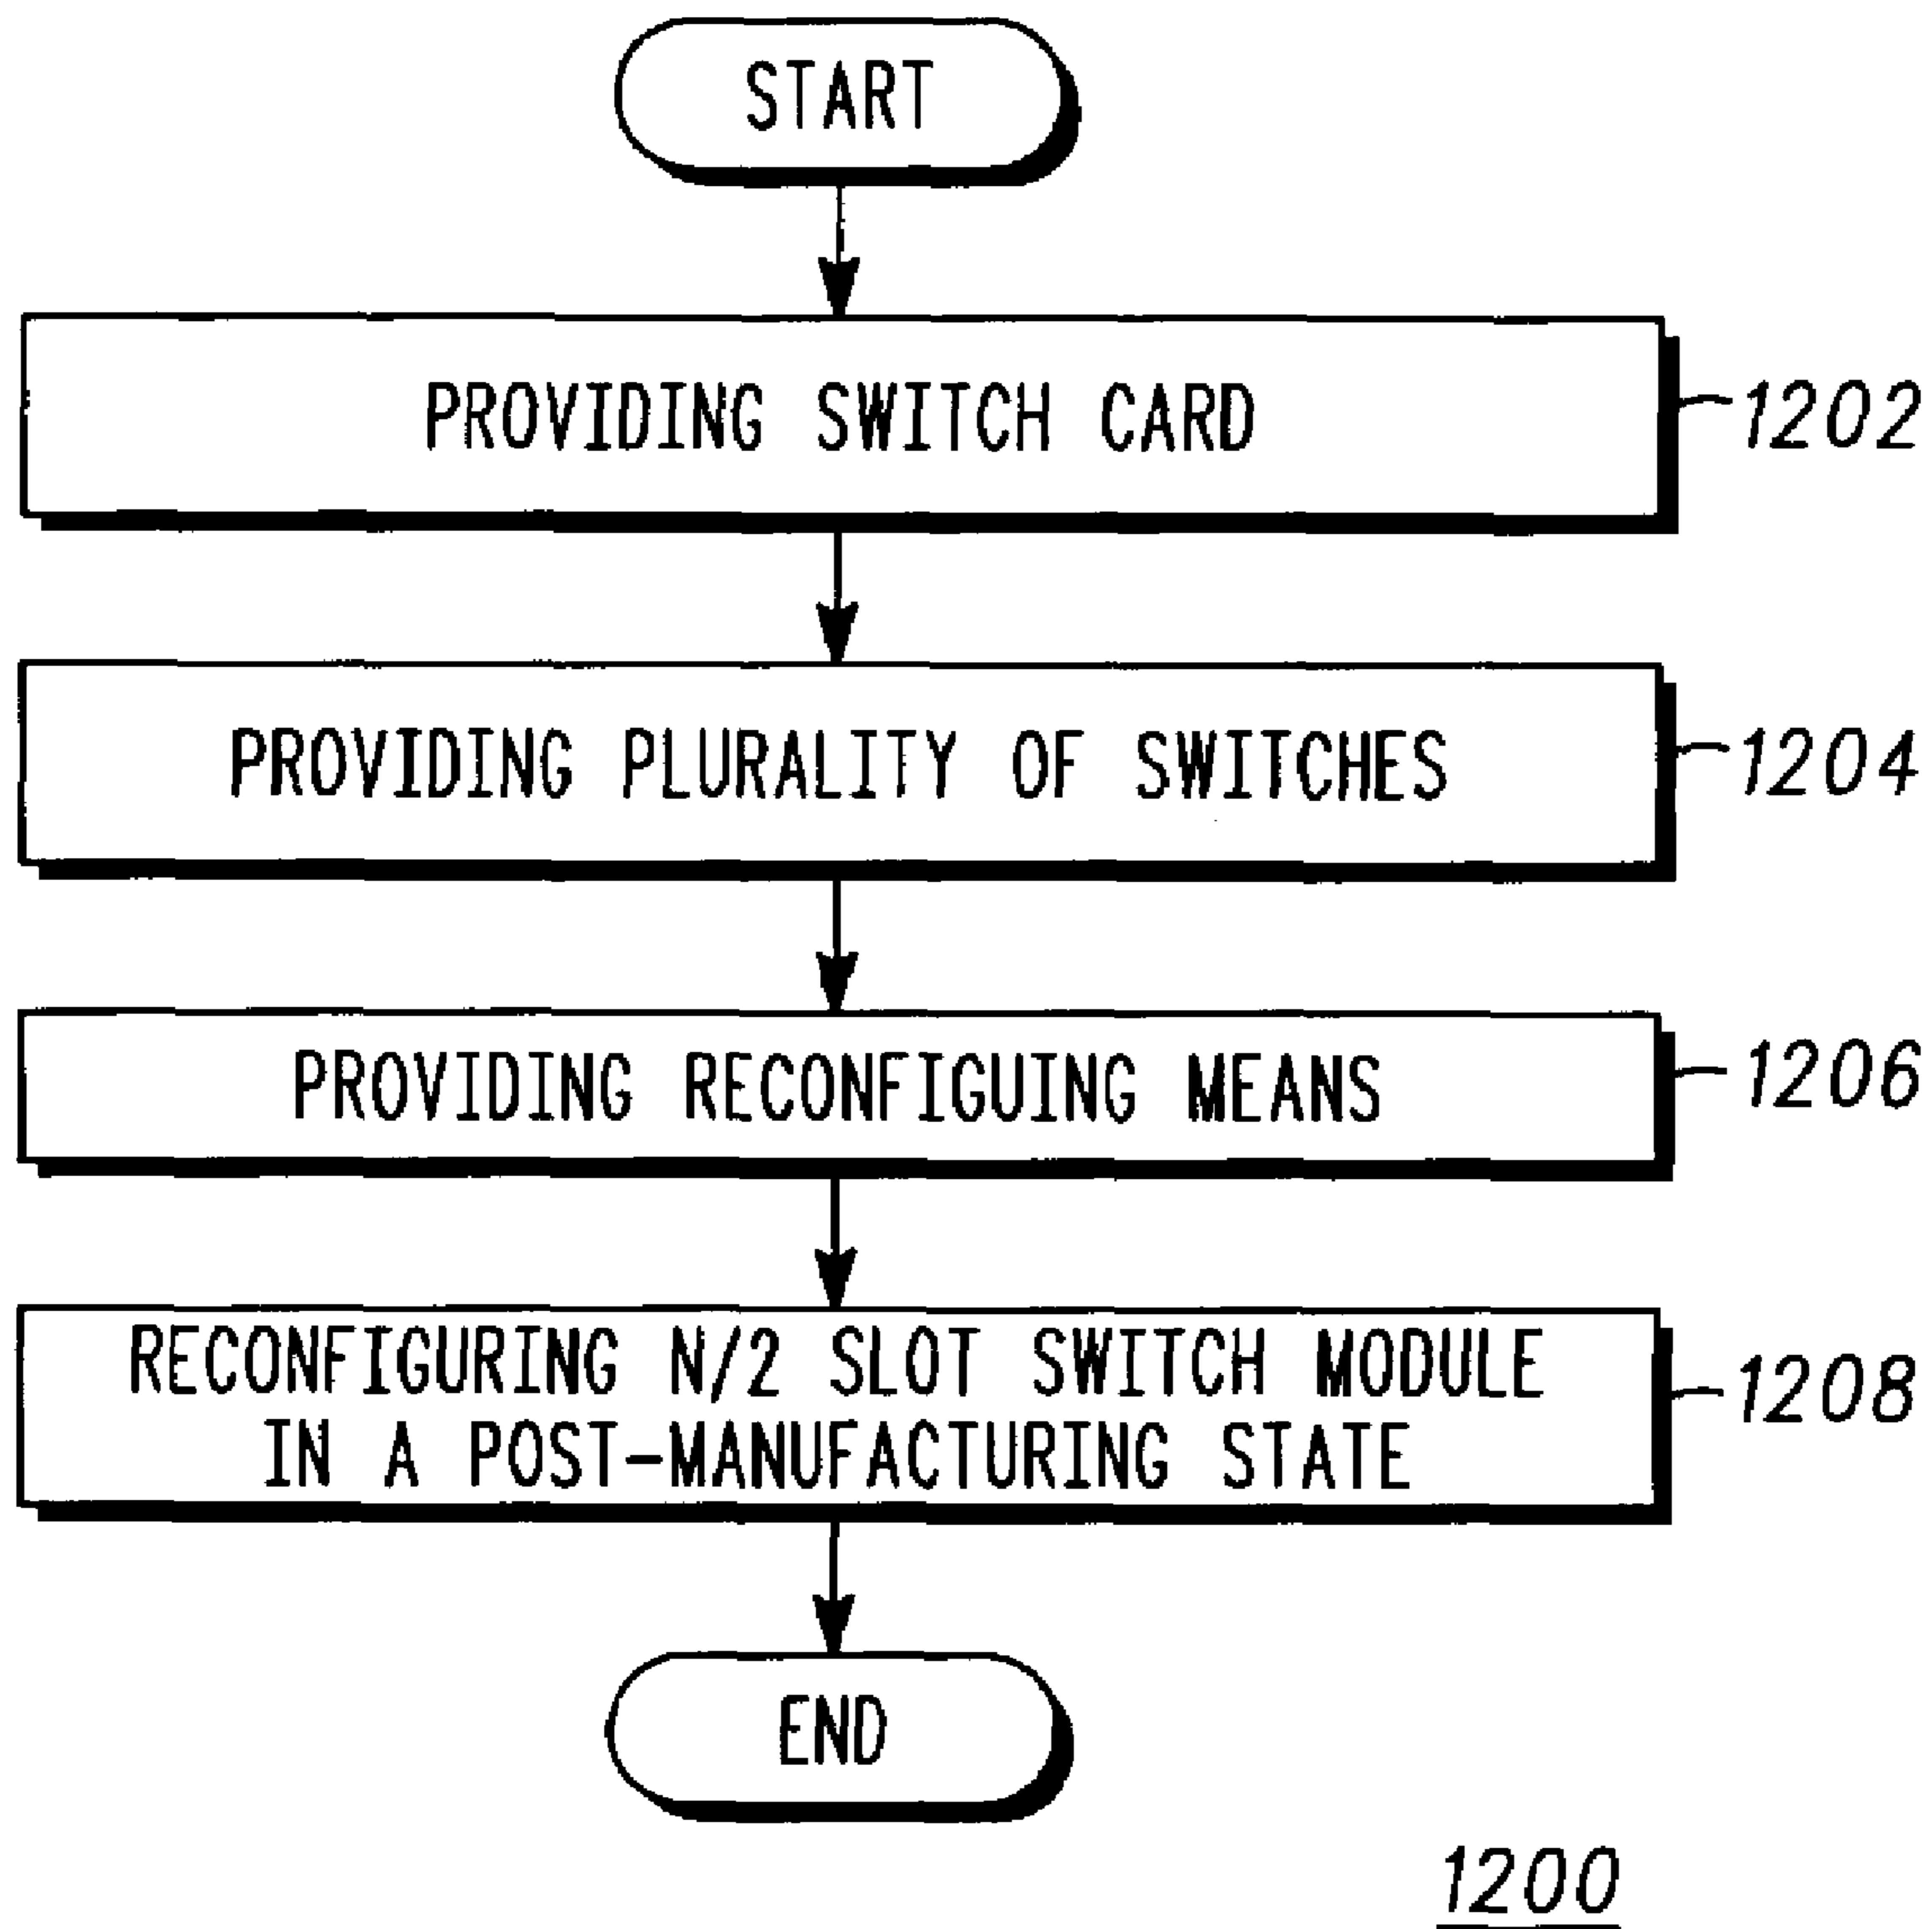 START
PROVIDING SWITCH CARD
1202
PROVIDING PLURALITY OF SWITCHES
1204
PROVIDING RECONFIGUING MEANS
1206
RECONFIGURING N/2 SLOT SWITCH MODULE
IN A POST-MANUFACTURING STATE
1208
END
1200